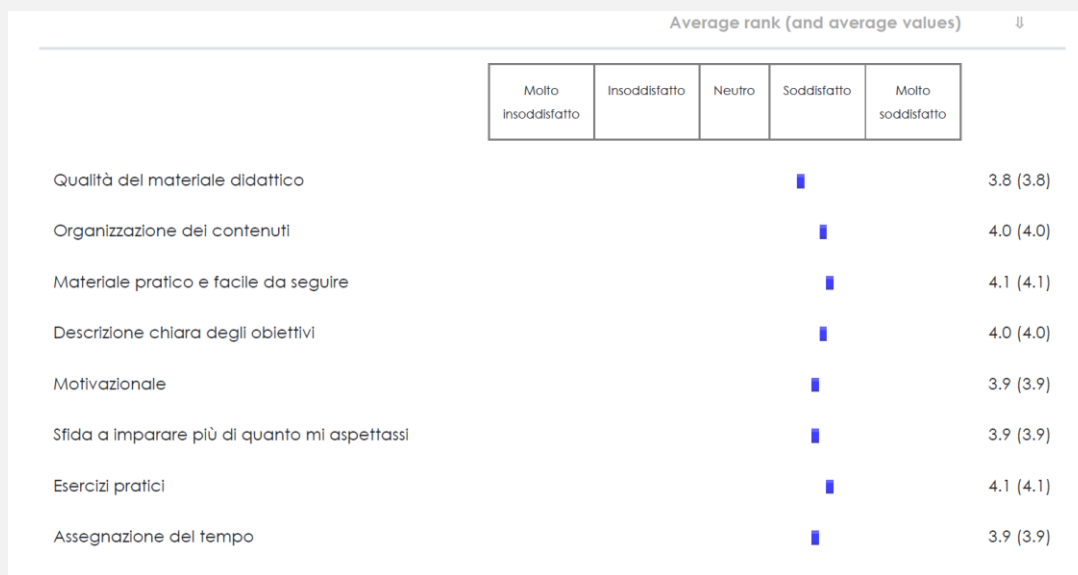 Average rank (and average values) ⇓
Molto insoddisfatto Insoddisfatto Neutro Soddisfatto Molto soddisfatto
Qualità del materiale didattico 3.8 (3.8)
Organizzazione dei contenuti 4.0 (4.0)
Materiale pratico e facile da seguire 4.1 (4.1)
Descrizione chiara degli obiettivi 4.0 (4.0)
Motivazionale 3.9 (3.9)
Sfida a imparare più di quanto mi aspettassi 3.9 (3.9)
Esercizi pratici 4.1 (4.1)
Assegnazione del tempo 3.9 (3.9)